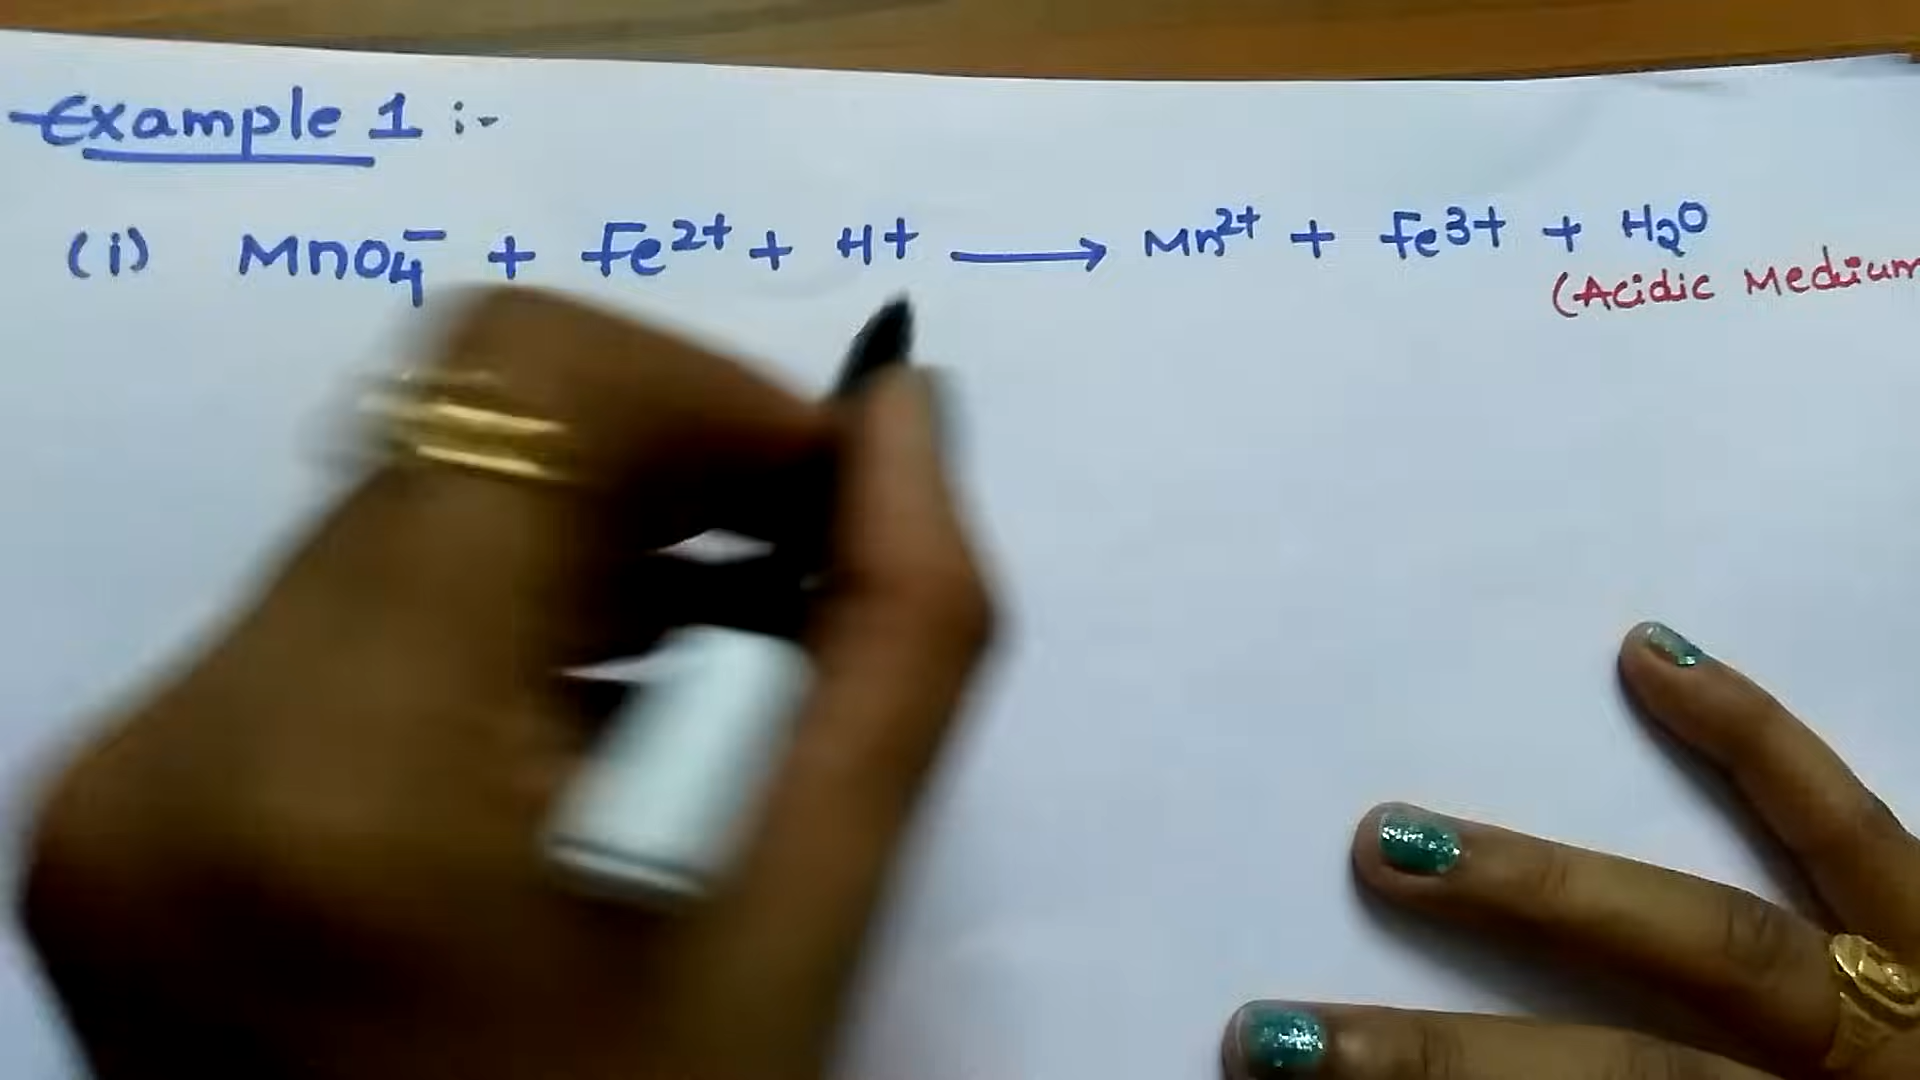 Example 1 :-
(i) MnO₄⁻ + Fe²⁺ + H⁺ ⟶ Mn²⁺ + Fe³⁺ + H₂O
(Acidic Medium